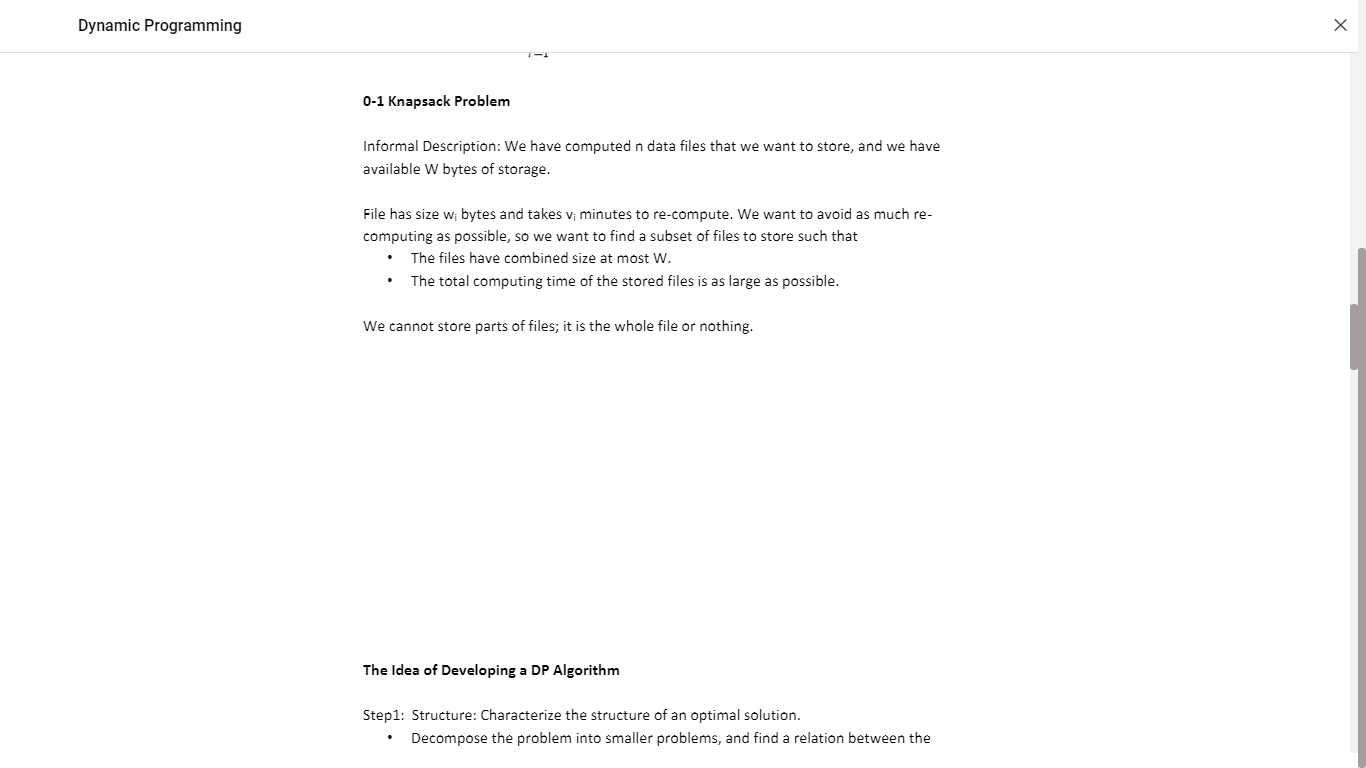 Dynamic Programming
0-1 Knapsack Problem
Informal Description: We have computed n data files that we want to store, and we have
available W bytes of storage.
File has size wᵢ bytes and takes vᵢ minutes to re-compute. We want to avoid as much re-
computing as possible, so we want to find a subset of files to store such that
• The files have combined size at most W.
• The total computing time of the stored files is as large as possible.
We cannot store parts of files; it is the whole file or nothing.
The Idea of Developing a DP Algorithm
Step1: Structure: Characterize the structure of an optimal solution.
• Decompose the problem into smaller problems, and find a relation between the